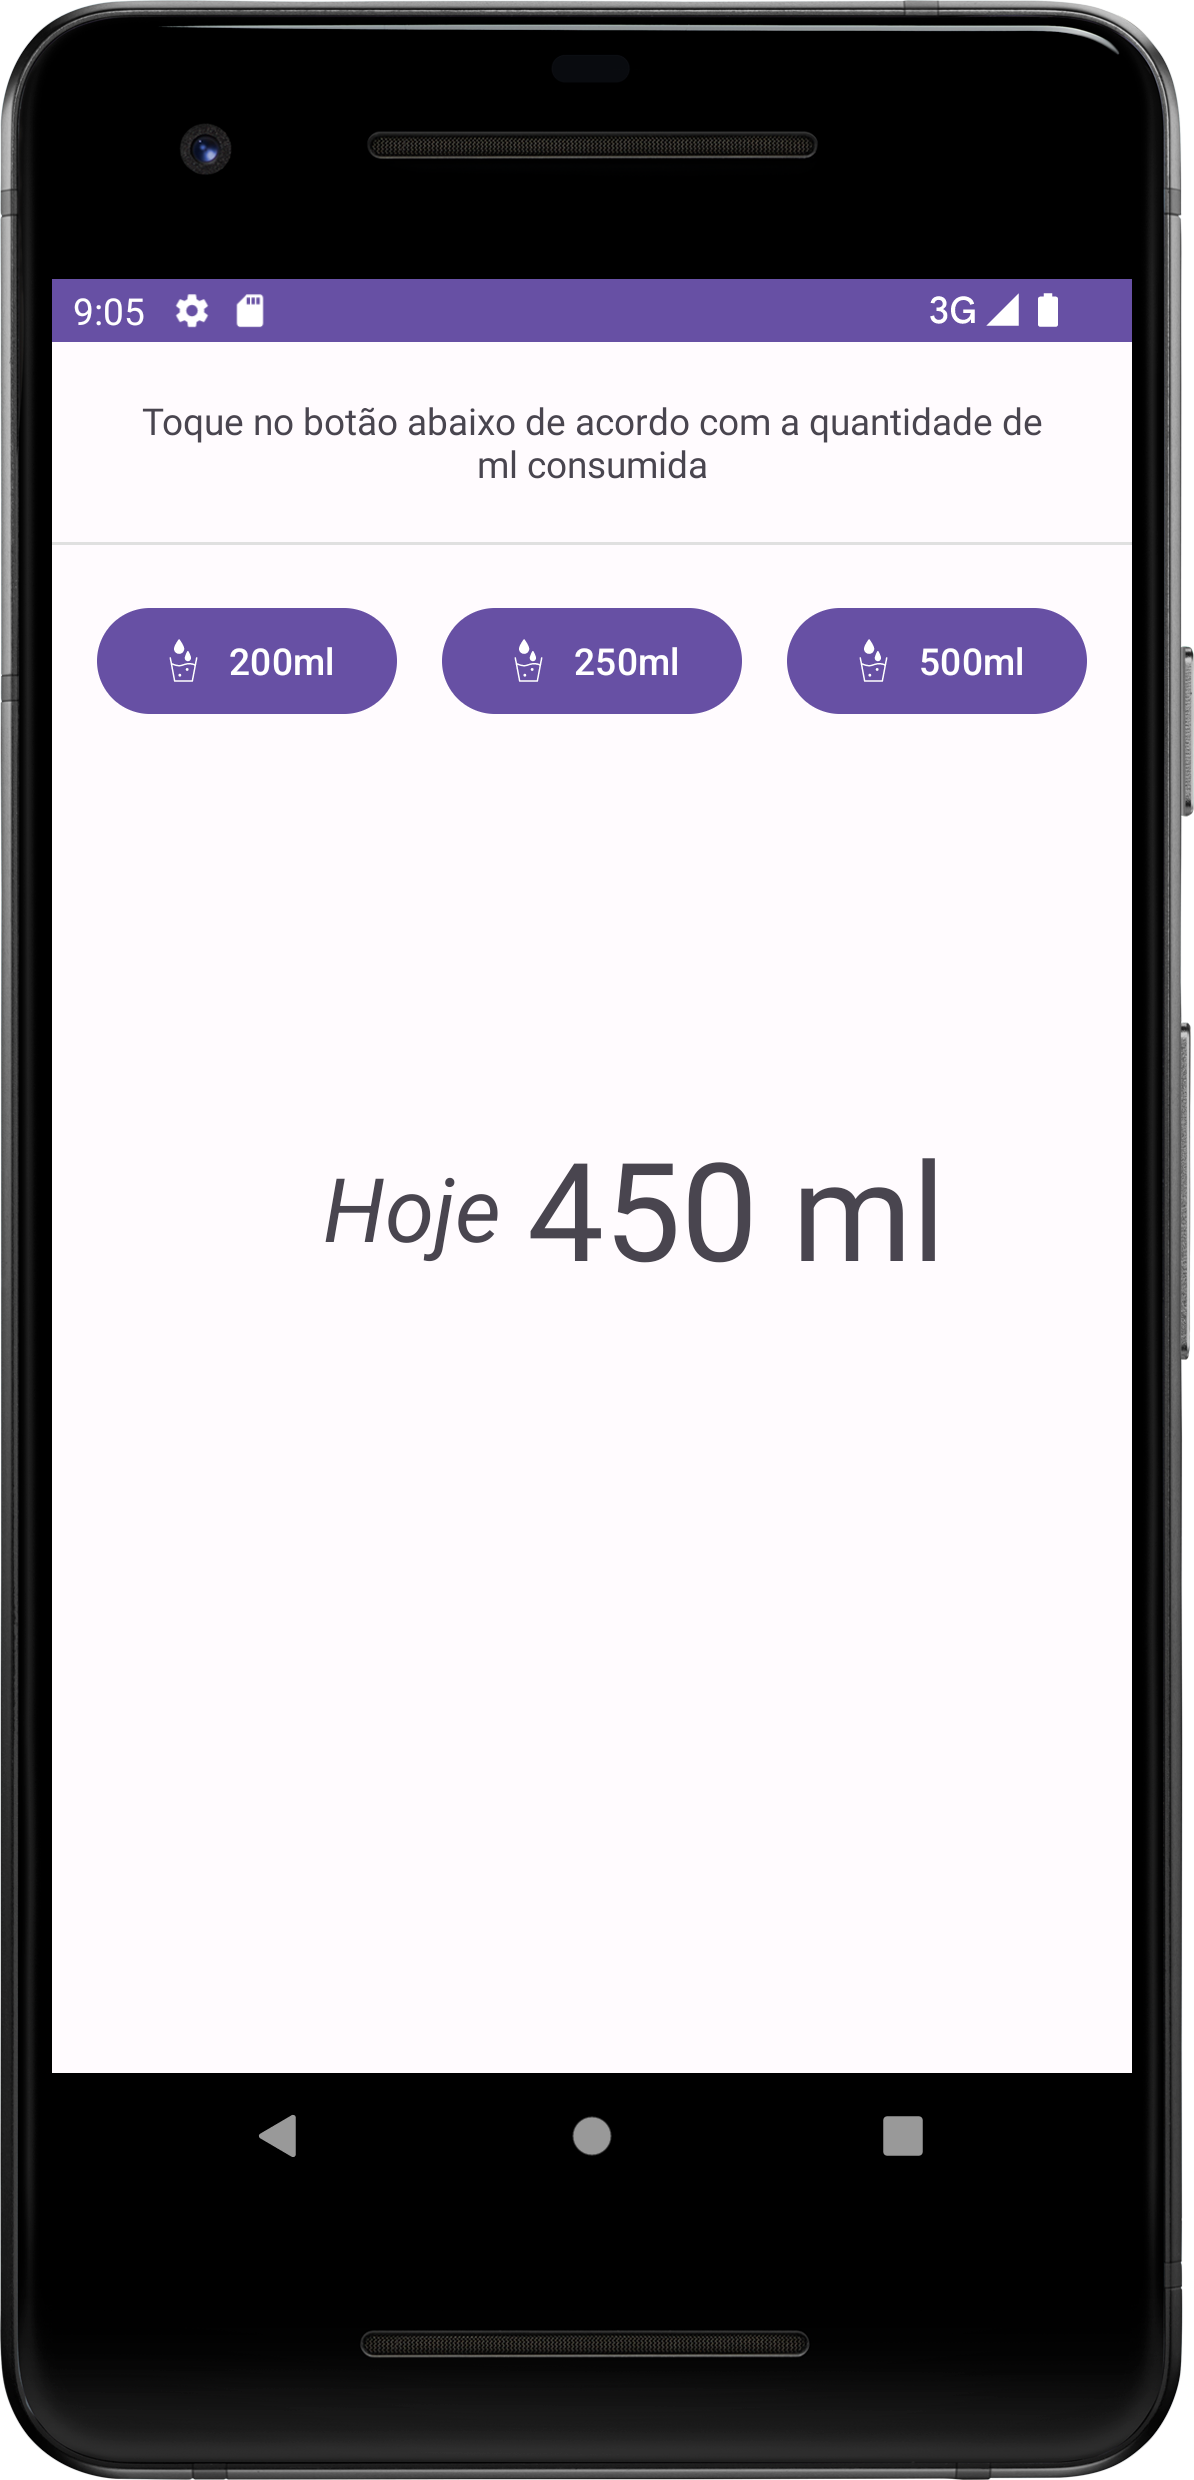 9:05 3G
Toque no botão abaixo de acordo com a quantidade de
ml consumida
200ml 250ml 500ml
Hoje 450 ml